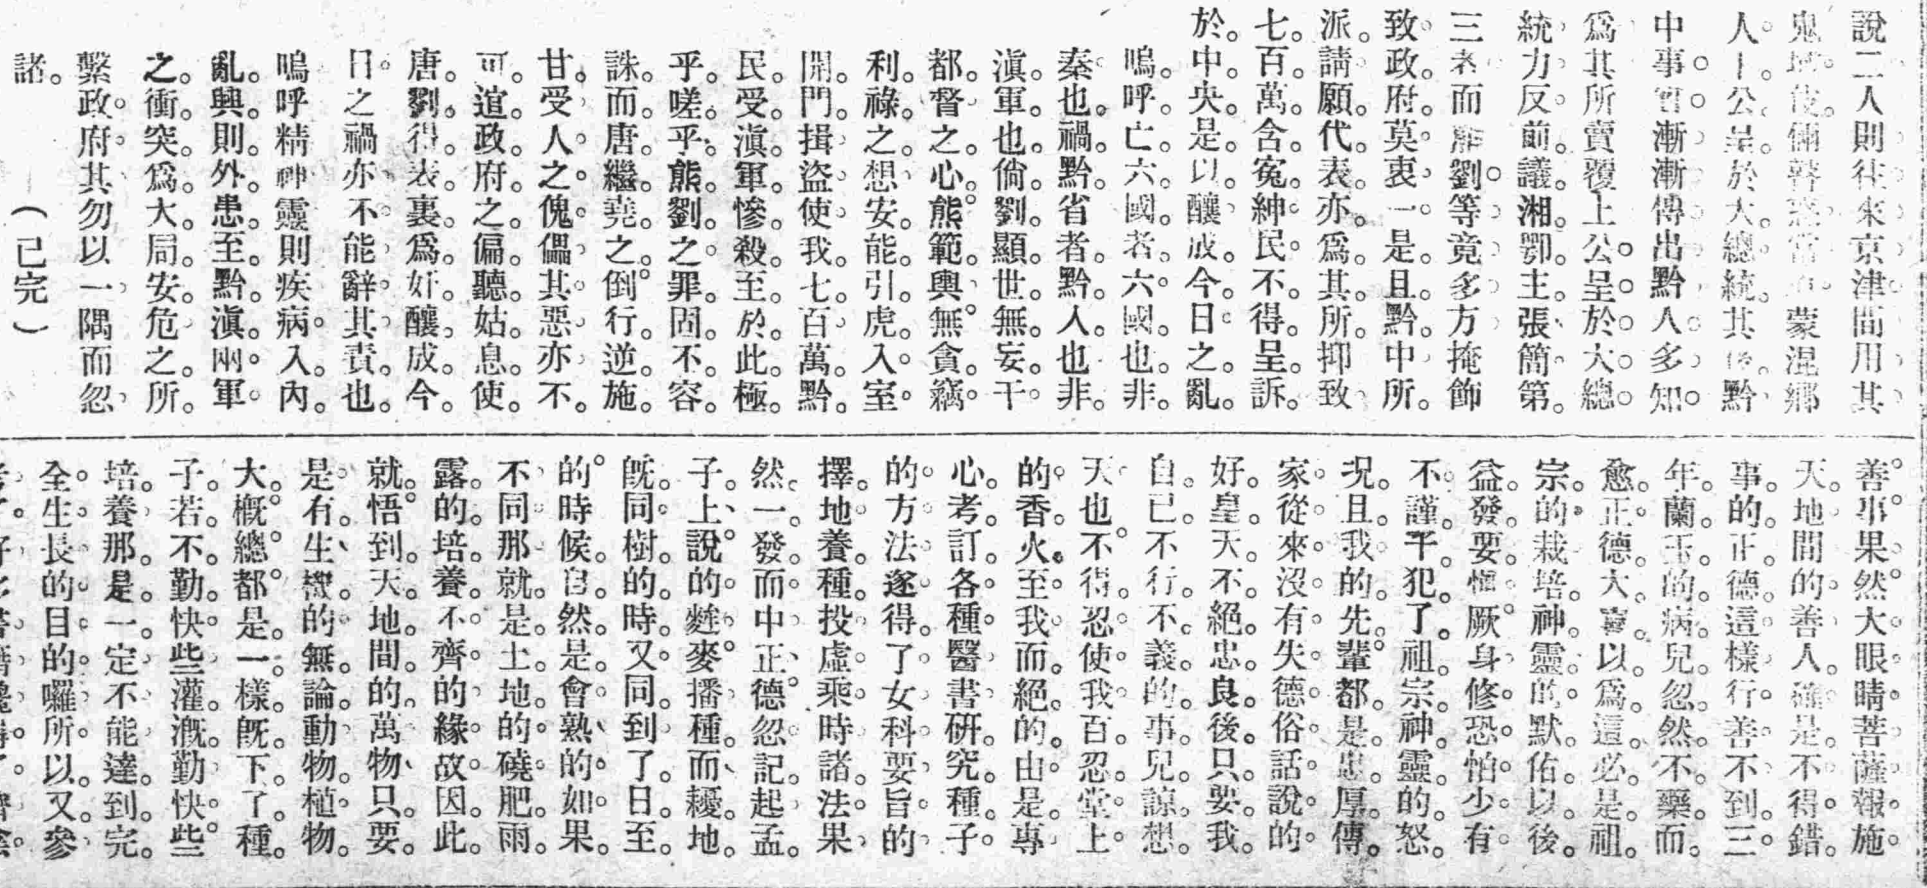 說二人則往來京津間用其
鬼蜮伎倆瞽惑當道蒙混鄉
人上公呈於大總統其黔
中事實漸漸傳出黔人多知
爲其所賣覆上公呈於大總
統力反前議湘鄂主張簡第
三者而熊劉等竟多方掩飾
致政府莫衷一是且黔中所
派請願代表亦爲其所抑致
七百萬含寃紳民不得呈訴
於中央是以釀成今日之亂
嗚呼亡六國者六國也非
秦也禍黔省者黔人也非
滇軍也倘劉顯世無妄干
都督之心熊範輿無貪竊
利祿之想安能引虎入室
開門揖盜使我七百萬黔
民受滇軍慘殺至於此極
乎嗟乎熊劉之罪固不容
誅而唐繼堯之倒行逆施
甘受人之傀儡其惡亦不
可逭政府之偏聽姑息使
唐劉得表裏爲奸釀成今
日之禍亦不能辭其責也
嗚呼精神靈則疾病入內
亂興則外患至黔滇兩軍
之衝突爲大局安危之所
繫政府其勿以一隅而忽
諸。（已完）
善事果然大眼睛菩薩報施
天地間的善人確是不得錯
事的正德這樣行善不到三
年蘭玉的病兒忽然不藥而
愈正德大喜以爲這必是祖
宗的栽培神靈的默佑以後
益發要慎厥身修恐怕少有
不謹干犯了祖宗神靈的怒
况且我的先輩都是忠厚傳
家從來沒有失德俗話說的
好皇天不絕忠良後只要我
自己不行不義的事兒諒想
天也不得忍使我百忍堂上
的香火至我而絕的由是專
心考訂各種醫書硏究種子
的方法遂得了女科要旨的
擇地養種投虛乘時諸法果
然一發而中正德忽記起孟
子上說的麰麥播種而耰地
旣同樹的時又同到了日至
的時候自然是會熟的如果
不同那就是土地的磽肥雨
露的培養不齊的緣故因此
就悟到天地間的萬物只要
是有生機的無論動物植物
大概總都是一樣旣下了種
子若不勤快些灌溉勤快些
培養那是一定不能達到完
全生長的目的囉所以又參